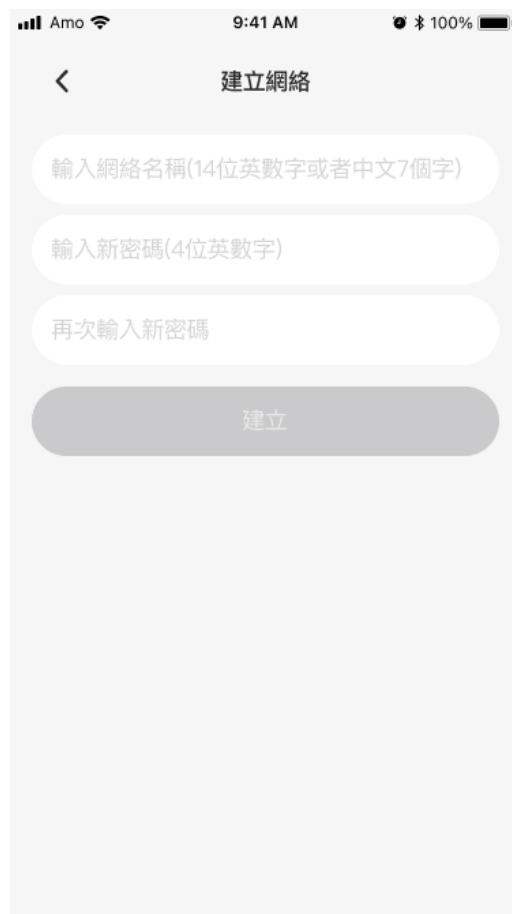 Amo 9:41 AM 100%
建立網絡
輸入網絡名稱(14位英數字或者中文7個字)
輸入新密碼(4位英數字)
再次輸入新密碼
建立